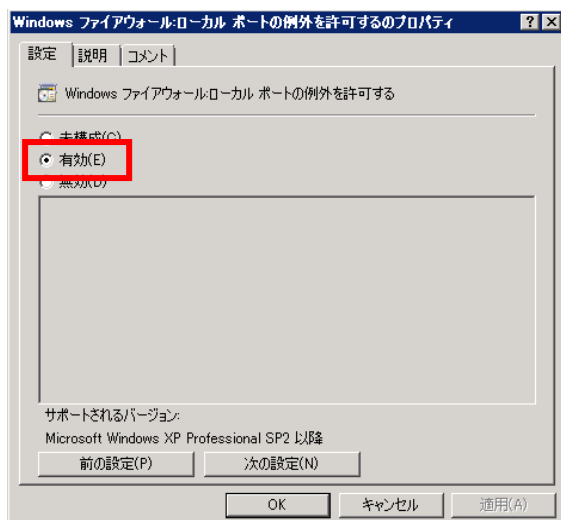 Windows ファイアウォール:ローカル ポートの例外を許可するのプロパティ
設定 説明 コメント
Windows ファイアウォール:ローカル ポートの例外を許可する
未構成(C)
有効(E)
無効(D)
サポートされるバージョン:
Microsoft Windows XP Professional SP2 以降
前の設定(P) 次の設定(N)
OK キャンセル 適用(A)